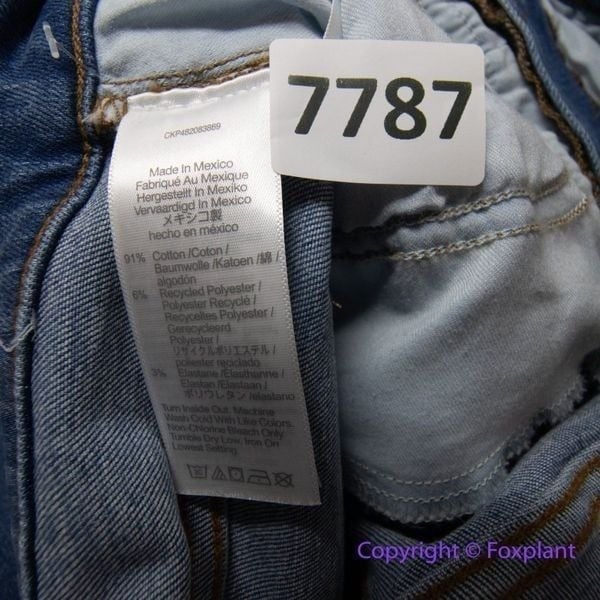 7787
CKP482083869
Made In Mexico
Fabriqué Au Mexique
Hergestellt In Mexiko
Vervaardigd In Mexico
メキシコ製
hecho en méxico
91% Cotton /Coton /
Baumwolle /Katoen /綿 /
algodón
6% Recycled Polyester /
Polyester Recyclé /
Recyceltes Polyester /
Gerecycleerd
Polyester /
リサイクルポリエステル /
poliester reciclado
3% Elastane /Elasthanne /
Elastan /Elastaan /
ポリウレタン /elastano
Turn Inside Out. Machine
Wash Cold With Like Colors.
Non-Chlorine Bleach Only
Tumble Dry Low, Iron On
Lowest Setting.
Copyright © Foxplant